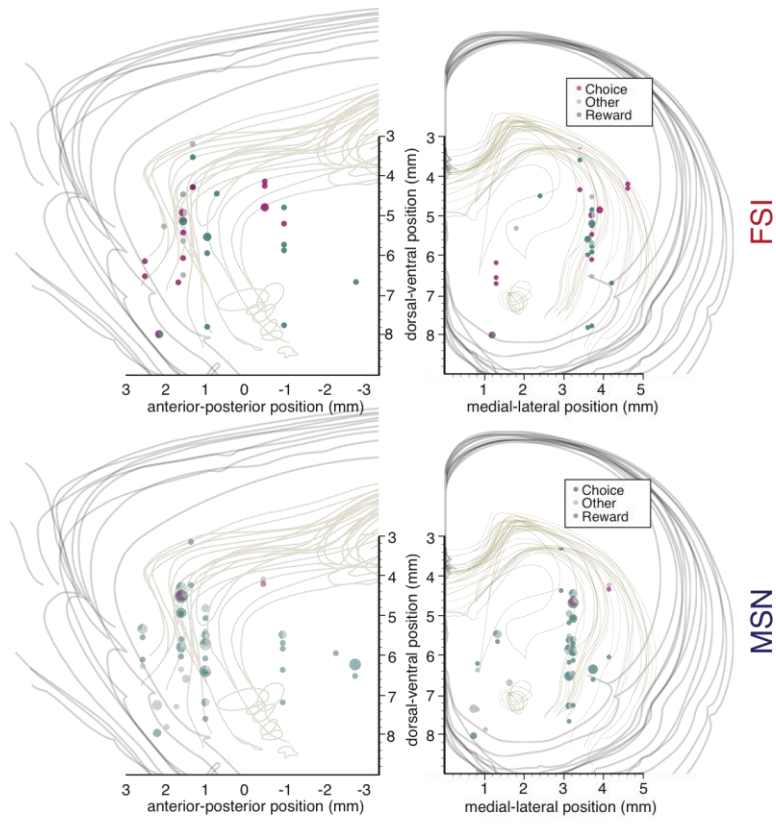 Choice
Other
Reward
FSI
3
4
5
6
7
8
dorsal-ventral position (mm)
3
4
5
6
7
8
3 2 1 0 -1 -2 -3
anterior-posterior position (mm)
1 2 3 4 5
medial-lateral position (mm)
Choice
Other
Reward
MSN
3
4
5
6
7
8
dorsal-ventral position (mm)
3
4
5
6
7
8
3 2 1 0 -1 -2 -3
anterior-posterior position (mm)
1 2 3 4 5
medial-lateral position (mm)